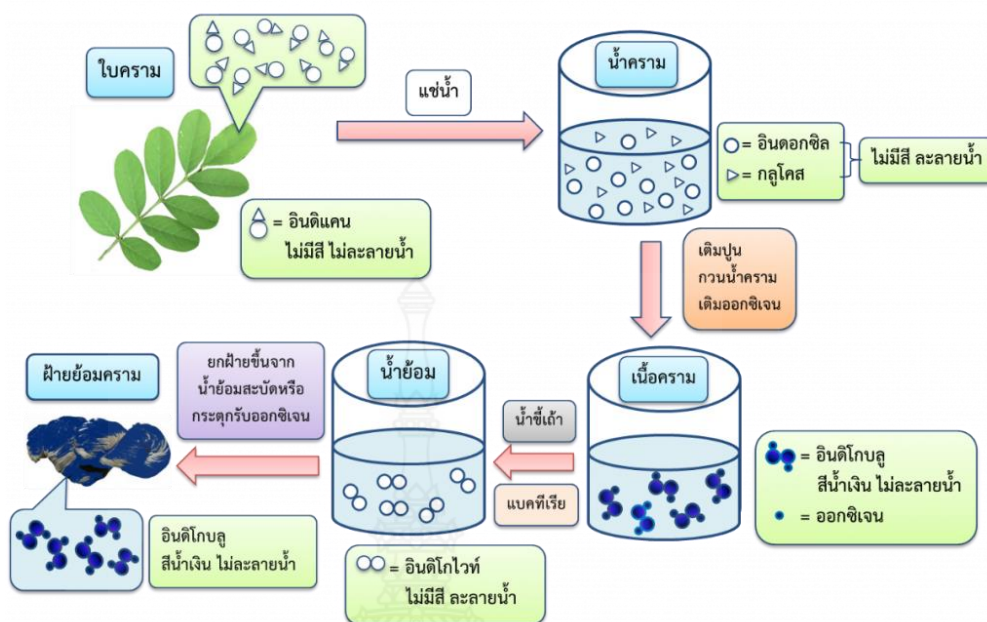 ใบคราม
แช่น้ำ
น้ำคราม
= อินดอกซิล
= กลูโคส
ไม่มีสี ละลายน้ำ
= อินดิแคน
ไม่มีสี ไม่ละลายน้ำ
เติมปูน
กวนน้ำคราม
เติมออกซิเจน
เนื้อคราม
= อินดิโกบลู
สีน้ำเงิน ไม่ละลายน้ำ
= ออกซิเจน
น้ำขี้เถ้า
แบคทีเรีย
น้ำย้อม
= อินดิโกไวท์
ไม่มีสี ละลายน้ำ
ยกฝ้ายขึ้นจาก
น้ำย้อมสะบัดหรือ
กระตุกรับออกซิเจน
ฝ้ายย้อมคราม
อินดิโกบลู
สีน้ำเงิน ไม่ละลายน้ำ